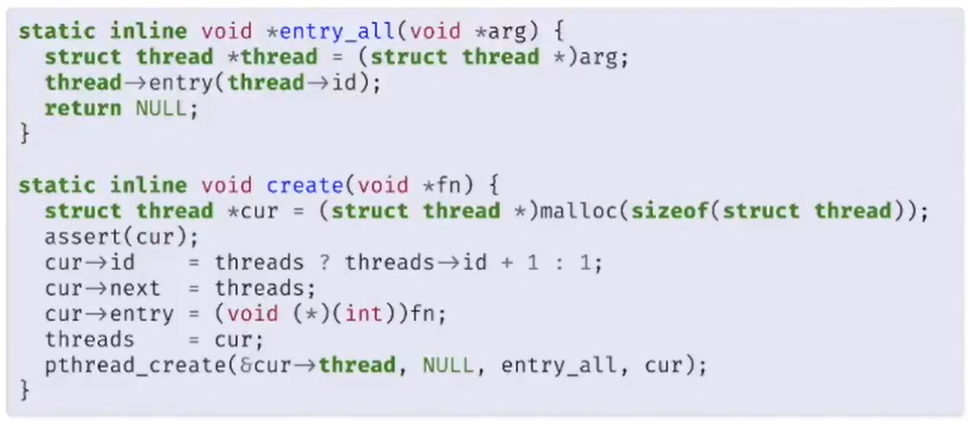 static inline void *entry_all(void *arg) {
  struct thread *thread = (struct thread *)arg;
  thread->entry(thread->id);
  return NULL;
}

static inline void create(void *fn) {
  struct thread *cur = (struct thread *)malloc(sizeof(struct thread));
  assert(cur);
  cur->id    = threads ? threads->id + 1 : 1;
  cur->next  = threads;
  cur->entry = (void (*)(int))fn;
  threads    = cur;
  pthread_create(&cur->thread, NULL, entry_all, cur);
}